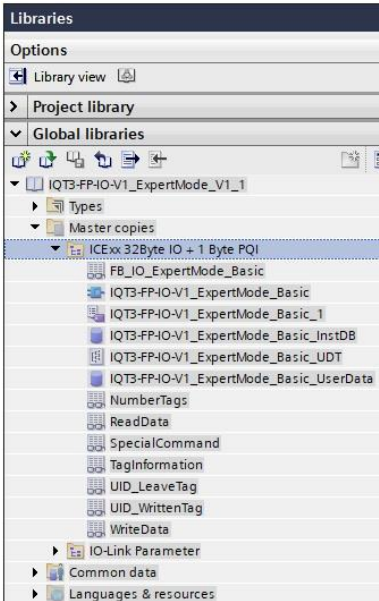 Libraries
Options
Library view
Project library
Global libraries
IQT3-FP-IO-V1_ExpertMode_V1_1
Types
Master copies
ICExx 32Byte IO + 1 Byte PQI
FB_IO_ExpertMode_Basic
IQT3-FP-IO-V1_ExpertMode_Basic
IQT3-FP-IO-V1_ExpertMode_Basic_1
IQT3-FP-IO-V1_ExpertMode_Basic_InstDB
IQT3-FP-IO-V1_ExpertMode_Basic_UDT
IQT3-FP-IO-V1_ExpertMode_Basic_UserData
NumberTags
ReadData
SpecialCommand
TagInformation
UID_LeaveTag
UID_WrittenTag
WriteData
IO-Link Parameter
Common data
Languages & resources